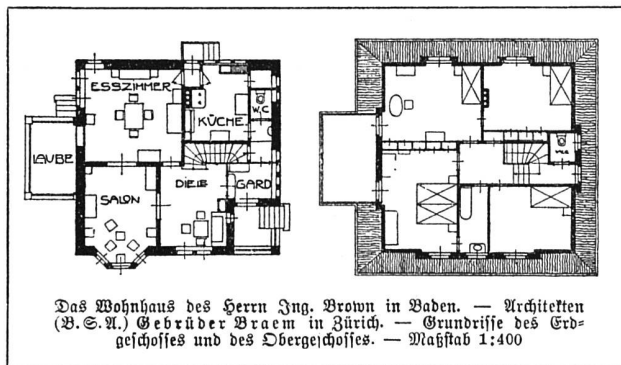 ESSZIMMER
KÜCHE
W.C.
LAUBE
SALON
DIELE
GARD
Das Wohnhaus des Herrn Ing. Brown in Baden. — Architekten
(B. S. A.) Gebrüder Braem in Zürich. — Grundrisse des Erd-
geschosses und des Obergeschosses. — Maßstab 1:400